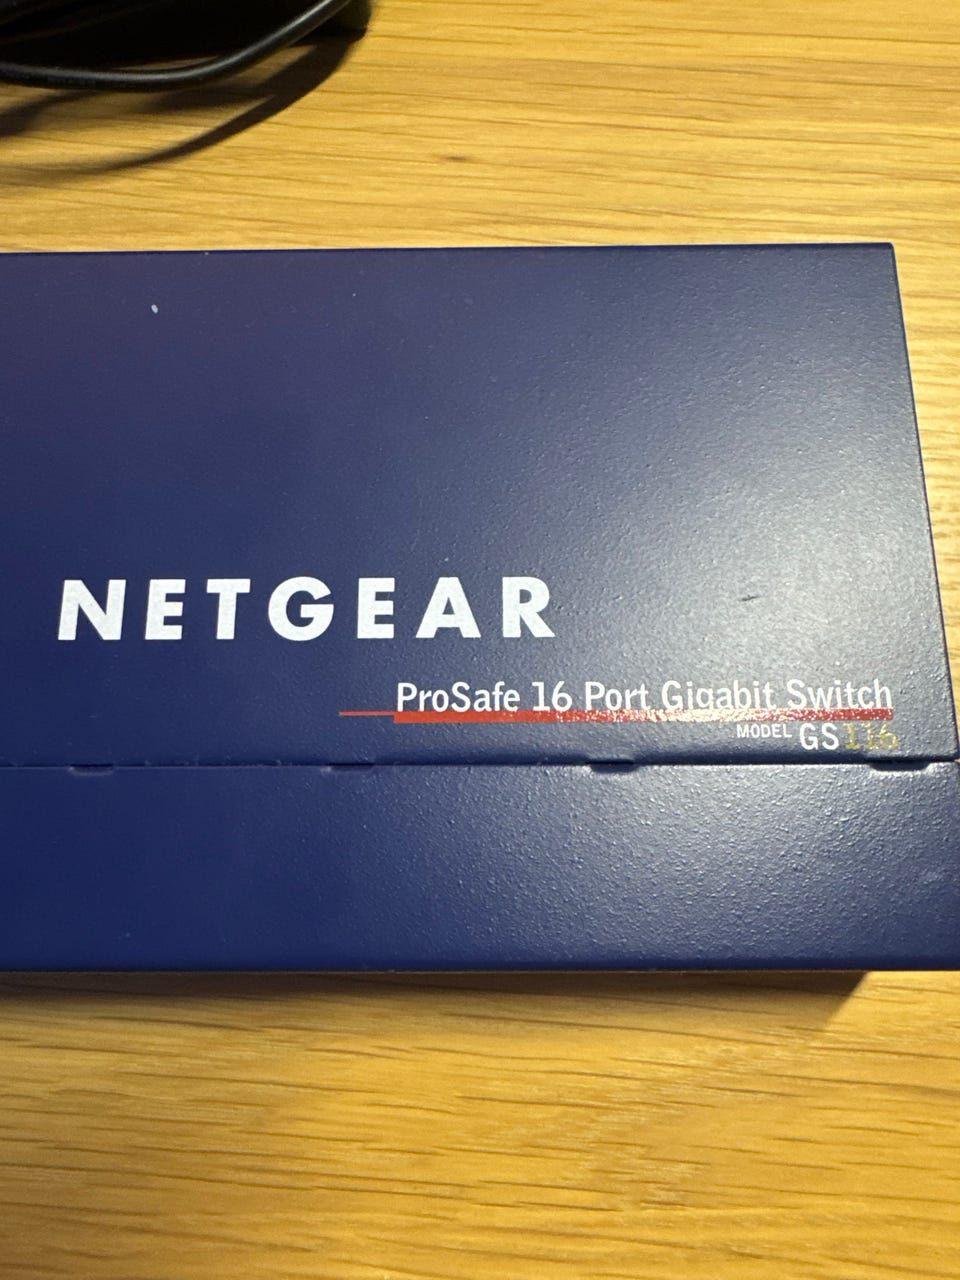 NETGEAR
ProSafe 16 Port Gigabit Switch
MODEL GS116